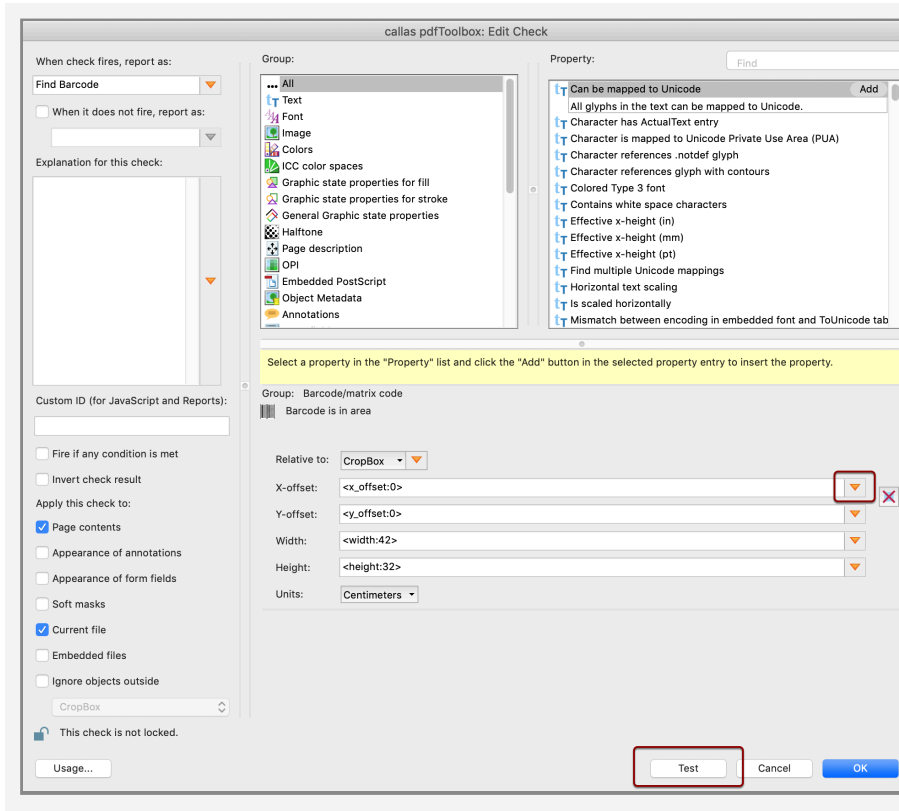 callas pdfToolbox: Edit Check
When check fires, report as:
Find Barcode
When it does not fire, report as:
Explanation for this check:
Custom ID (for JavaScript and Reports):
Fire if any condition is met
Invert check result
Apply this check to:
Page contents
Appearance of annotations
Appearance of form fields
Soft masks
Current file
Embedded files
Ignore objects outside
CropBox
This check is not locked.
Usage...
Group:
All
Text
Font
Image
Colors
ICC color spaces
Graphic state properties for fill
Graphic state properties for stroke
General Graphic state properties
Halftone
Page description
OPI
Embedded PostScript
Object Metadata
Annotations
Property:
Find
Can be mapped to Unicode
Add
All glyphs in the text can be mapped to Unicode.
Character has ActualText entry
Character is mapped to Unicode Private Use Area (PUA)
Character references .notdef glyph
Character references glyph with contours
Colored Type 3 font
Contains white space characters
Effective x-height (in)
Effective x-height (mm)
Effective x-height (pt)
Find multiple Unicode mappings
Horizontal text scaling
Is scaled horizontally
Mismatch between encoding in embedded font and ToUnicode tab
Select a property in the "Property" list and click the "Add" button in the selected property entry to insert the property.
Group: Barcode/matrix code
Barcode is in area
Relative to: CropBox
X-offset: <x_offset:0>
Y-offset: <y_offset:0>
Width: <width:42>
Height: <height:32>
Units: Centimeters
Test
Cancel
OK